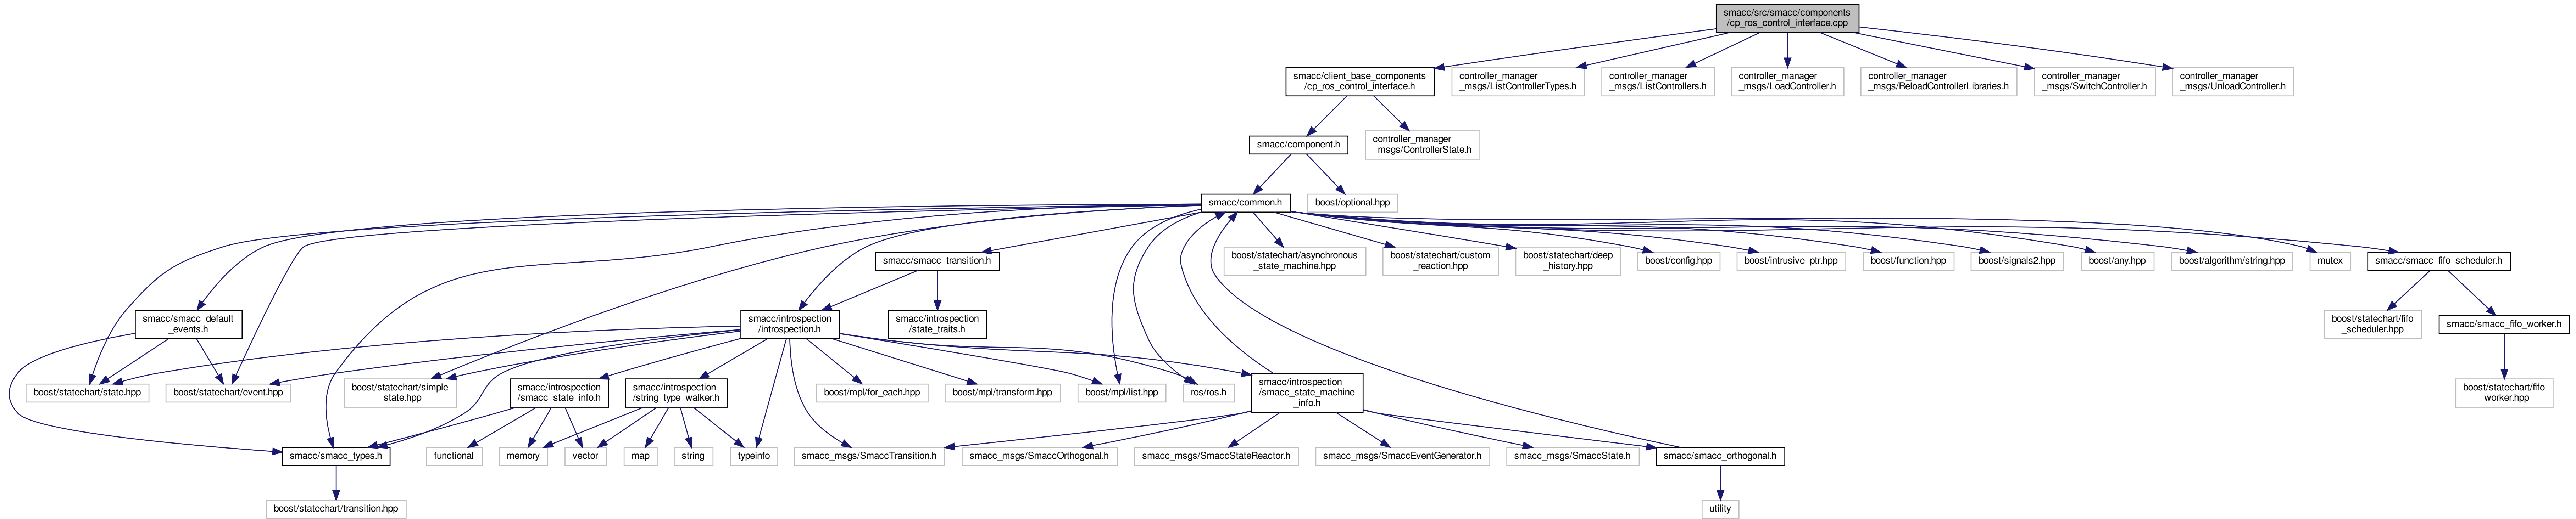 smacc/src/smacc/components
/cp_ros_control_interface.cpp
smacc/client_base_components
/cp_ros_control_interface.h
controller_manager
_msgs/ListControllerTypes.h
controller_manager
_msgs/ListControllers.h
controller_manager
_msgs/LoadController.h
controller_manager
_msgs/ReloadControllerLibraries.h
controller_manager
_msgs/SwitchController.h
controller_manager
_msgs/UnloadController.h
smacc/component.h
controller_manager
_msgs/ControllerState.h
smacc/common.h
boost/optional.hpp
smacc/smacc_transition.h
boost/statechart/asynchronous
_state_machine.hpp
boost/statechart/custom
_reaction.hpp
boost/statechart/deep
_history.hpp
boost/config.hpp
boost/intrusive_ptr.hpp
boost/function.hpp
boost/signals2.hpp
boost/any.hpp
boost/algorithm/string.hpp
mutex
smacc/smacc_fifo_scheduler.h
smacc/smacc_default
_events.h
smacc/introspection
/introspection.h
smacc/introspection
/state_traits.h
boost/statechart/fifo
_scheduler.hpp
smacc/smacc_fifo_worker.h
boost/statechart/state.hpp
boost/statechart/event.hpp
boost/statechart/simple
_state.hpp
smacc/introspection
/smacc_state_info.h
smacc/introspection
/string_type_walker.h
boost/mpl/for_each.hpp
boost/mpl/transform.hpp
boost/mpl/list.hpp
ros/ros.h
smacc/introspection
/smacc_state_machine
_info.h
boost/statechart/fifo
_worker.hpp
smacc/smacc_types.h
functional
memory
vector
map
string
typeinfo
smacc_msgs/SmaccTransition.h
smacc_msgs/SmaccOrthogonal.h
smacc_msgs/SmaccStateReactor.h
smacc_msgs/SmaccEventGenerator.h
smacc_msgs/SmaccState.h
smacc/smacc_orthogonal.h
boost/statechart/transition.hpp
utility